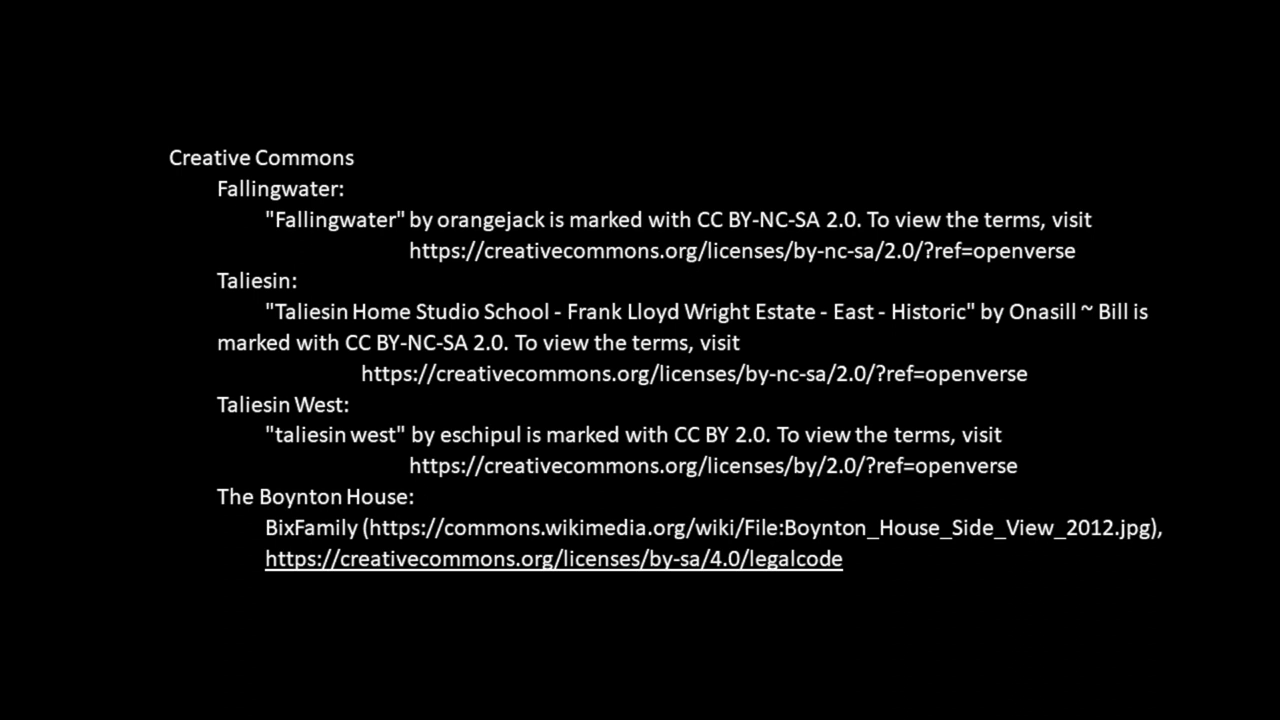 Creative Commons
Fallingwater:
"Fallingwater" by orangejack is marked with CC BY-NC-SA 2.0. To view the terms, visit
https://creativecommons.org/licenses/by-nc-sa/2.0/?ref=openverse
Taliesin:
"Taliesin Home Studio School - Frank Lloyd Wright Estate - East - Historic" by Onasill ~ Bill is
marked with CC BY-NC-SA 2.0. To view the terms, visit
https://creativecommons.org/licenses/by-nc-sa/2.0/?ref=openverse
Taliesin West:
"taliesin west" by eschipul is marked with CC BY 2.0. To view the terms, visit
https://creativecommons.org/licenses/by/2.0/?ref=openverse
The Boynton House:
BixFamily (https://commons.wikimedia.org/wiki/File:Boynton_House_Side_View_2012.jpg),
https://creativecommons.org/licenses/by-sa/4.0/legalcode